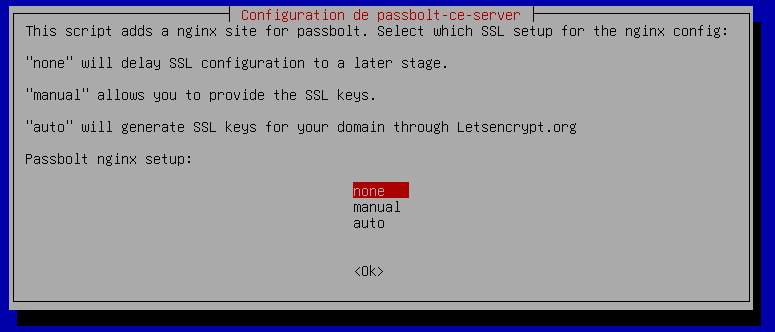 Configuration de passbolt-ce-server
This script adds a nginx site for passbolt. Select which SSL setup for the nginx config:
"none" will delay SSL configuration to a later stage.
"manual" allows you to provide the SSL keys.
"auto" will generate SSL keys for your domain through Letsencrypt.org
Passbolt nginx setup:
none
manual
auto
<Ok>